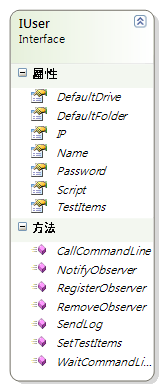 IUser
Interface
屬性
DefaultDrive
DefaultFolder
IP
Name
Password
Script
TestItems
方法
CallCommandLine
NotifyObserver
RegisterObserver
RemoveObserver
SendLog
SetTestItems
WaitCommandLi...